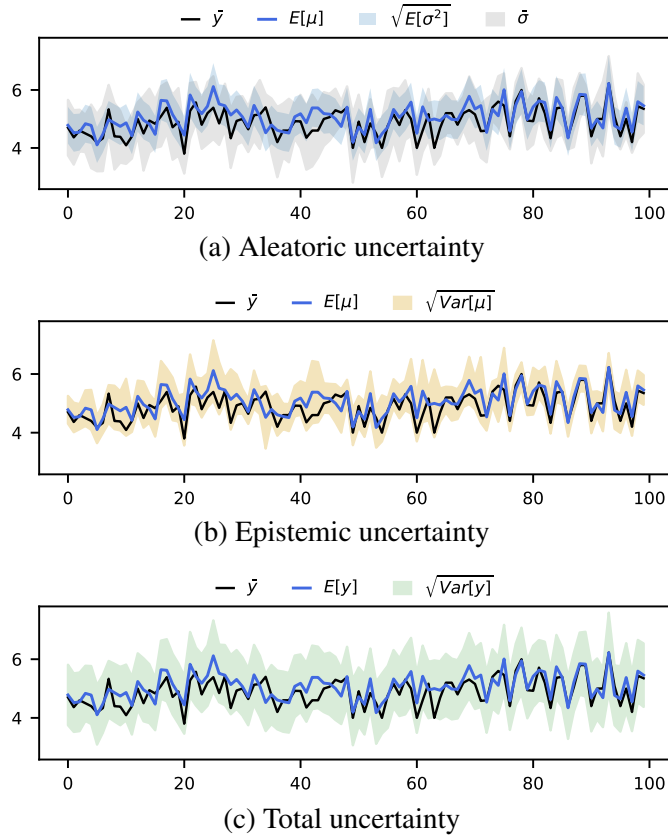 ȳ E[μ] √E[σ²] σ̄
6
4
0 20 40 60 80 100
(a) Aleatoric uncertainty
ȳ E[μ] √Var[μ]
6
4
0 20 40 60 80 100
(b) Epistemic uncertainty
ȳ E[y] √Var[y]
6
4
0 20 40 60 80 100
(c) Total uncertainty